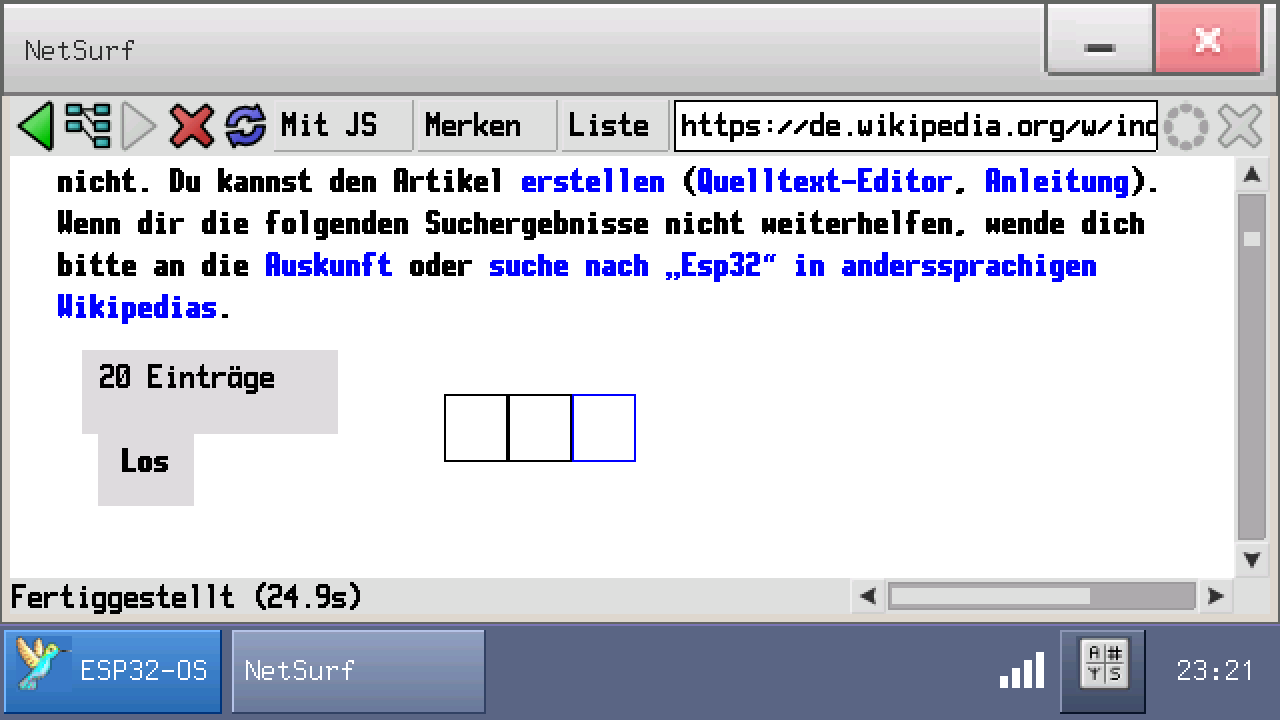 NetSurf
Mit JS Merken Liste https://de.wikipedia.org/w/ind
nicht. Du kannst den Artikel erstellen (Quelltext-Editor, Anleitung).
Wenn dir die folgenden Suchergebnisse nicht weiterhelfen, wende dich
bitte an die Auskunft oder suche nach „Esp32“ in anderssprachigen
Wikipedias.
20 Einträge
Los
Fertiggestellt (24.9s)
ESP32-OS NetSurf A # Y S 23:21